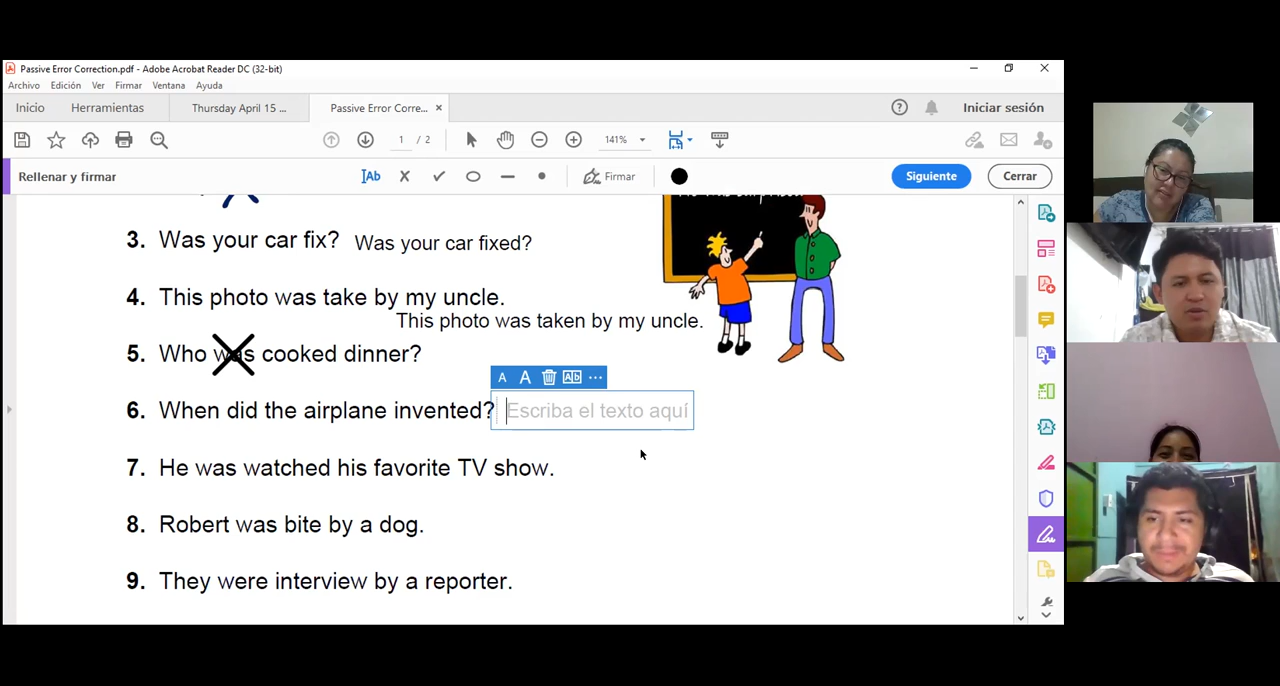 Passive Error Correction.pdf - Adobe Acrobat Reader DC (32-bit)
Archivo Edición Ver Firmar Ventana Ayuda
Inicio Herramientas Thursday April 15 ... Passive Error Corre... × Iniciar sesión
1 / 2 141%
Rellenar y firmar Ab Firmar Siguiente Cerrar
3. Was your car fix? Was your car fixed?
4. This photo was take by my uncle.
This photo was taken by my uncle.
5. Who was cooked dinner?
A A Ab ...
6. When did the airplane invented? Escriba el texto aquí
7. He was watched his favorite TV show.
8. Robert was bite by a dog.
9. They were interview by a reporter.